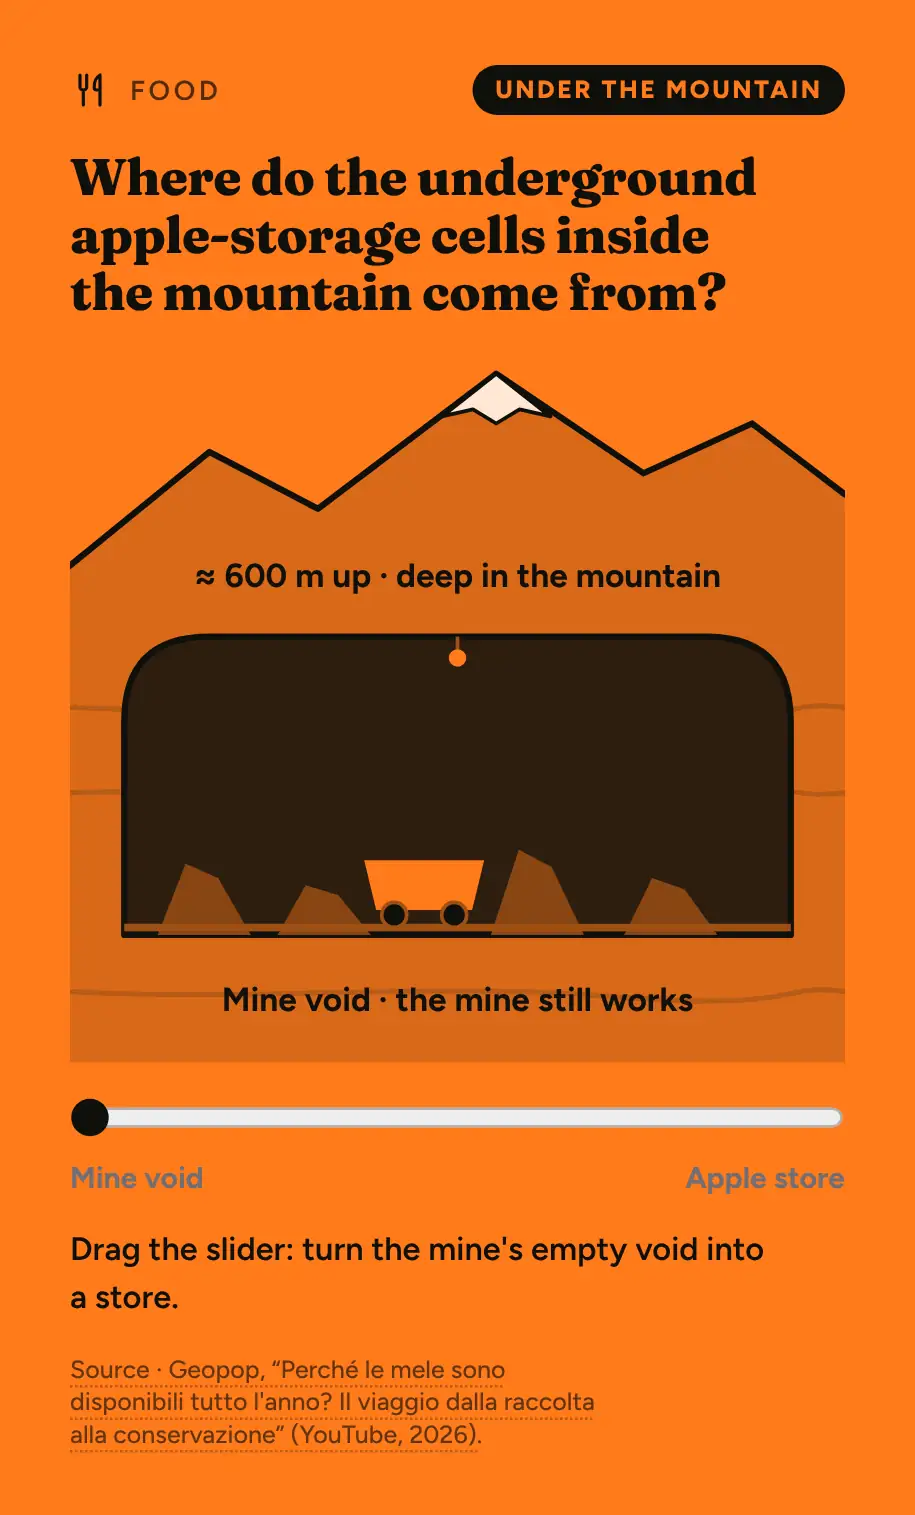 FOOD
UNDER THE MOUNTAIN
Where do the underground
apple-storage cells inside
the mountain come from?
≈ 600 m up · deep in the mountain
Mine void · the mine still works
Mine void
Apple store
Drag the slider: turn the mine's empty void into
a store.
Source · Geopop, “Perché le mele sono
disponibili tutto l'anno? Il viaggio dalla raccolta
alla conservazione” (YouTube, 2026).